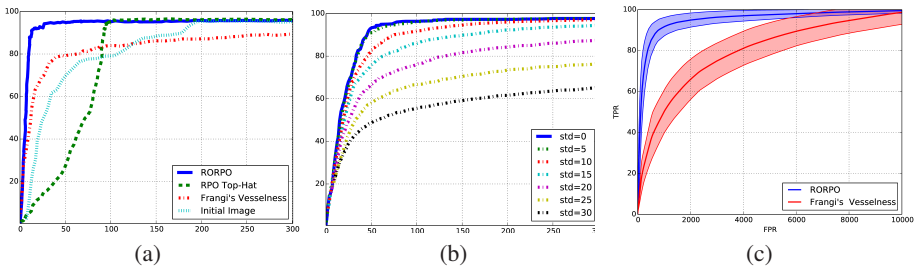 100
80
60
40
20
0
50
100
150
200
250
300
RORPO
RPO Top-Hat
Frangi's Vesselness
Initial Image
(a)
100
80
60
40
20
0
50
100
150
200
250
300
std=0
std=5
std=10
std=15
std=20
std=25
std=30
(b)
100
80
60
40
20
0
TPR
0
2000
4000
6000
8000
10000
FPR
RORPO
Frangi's Vesselness
(c)